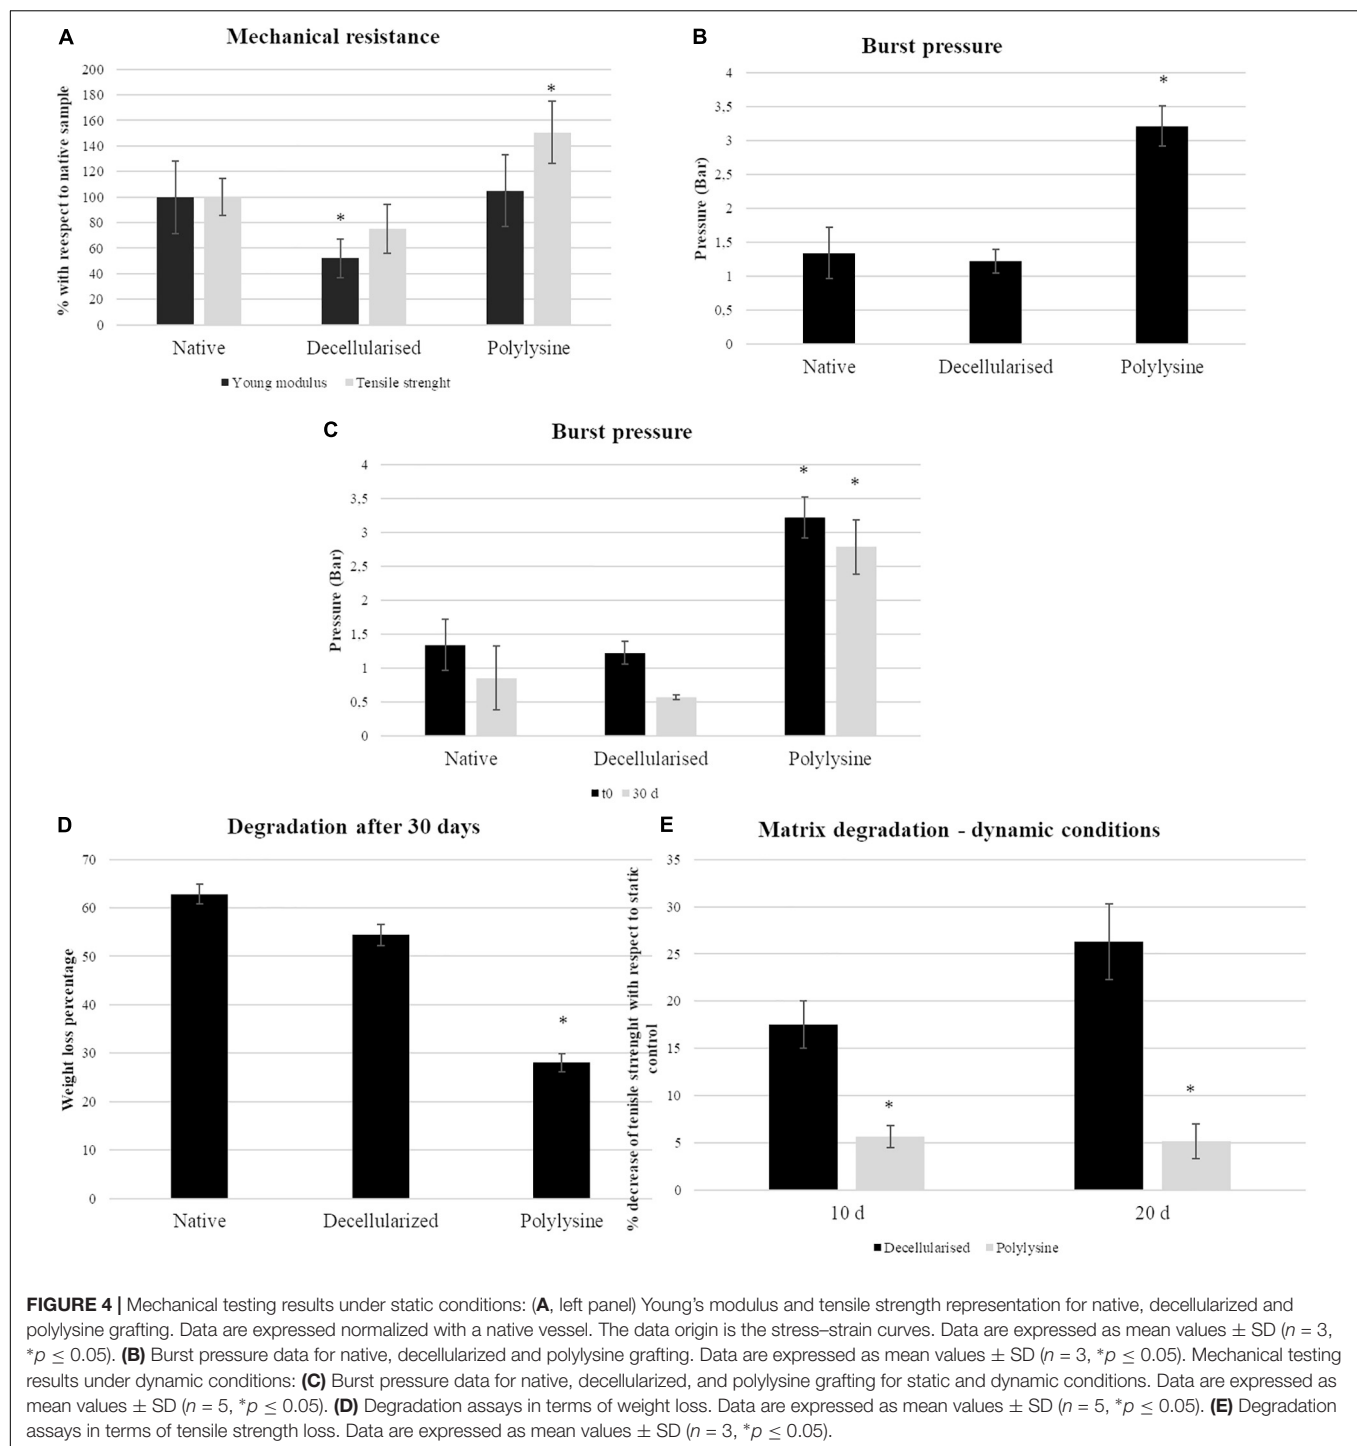 A
Mechanical resistance
% with reespect to native sample
200
180
160
140
120
100
80
60
40
20
0
*
*
Native
Decellularised
Polylysine
Young modulus
Tensile strenght
B
Burst pressure
Pressure (Bar)
4
3.5
3
2.5
2
1.5
1
0.5
0
*
Native
Decellularised
Polylysine
C
Burst pressure
Pressure (Bar)
4
3.5
3
2.5
2
1.5
1
0.5
0
*
*
Native
Decellularised
Polylysine
t0
30 d
D
Degradation after 30 days
Weight loss percentage
70
60
50
40
30
20
10
0
*
Native
Decellularized
Polylysine
E
Matrix degradation - dynamic conditions
% decrease of tenisle strrenght with respect to static
control
35
30
25
20
15
10
5
0
*
*
10 d
20 d
Decellularised
Polylysine
FIGURE 4 | Mechanical testing results under static conditions: (A, left panel) Young's modulus and tensile strength representation for native, decellularized and
polylysine grafting. Data are expressed normalized with a native vessel. The data origin is the stress–strain curves. Data are expressed as mean values ± SD (n = 3,
*p ≤ 0.05). (B) Burst pressure data for native, decellularized and polylysine grafting. Data are expressed as mean values ± SD (n = 3, *p ≤ 0.05). Mechanical testing
results under dynamic conditions: (C) Burst pressure data for native, decellularized, and polylysine grafting for static and dynamic conditions. Data are expressed as
mean values ± SD (n = 5, *p ≤ 0.05). (D) Degradation assays in terms of weight loss. Data are expressed as mean values ± SD (n = 5, *p ≤ 0.05). (E) Degradation
assays in terms of tensile strength loss. Data are expressed as mean values ± SD (n = 3, *p ≤ 0.05).